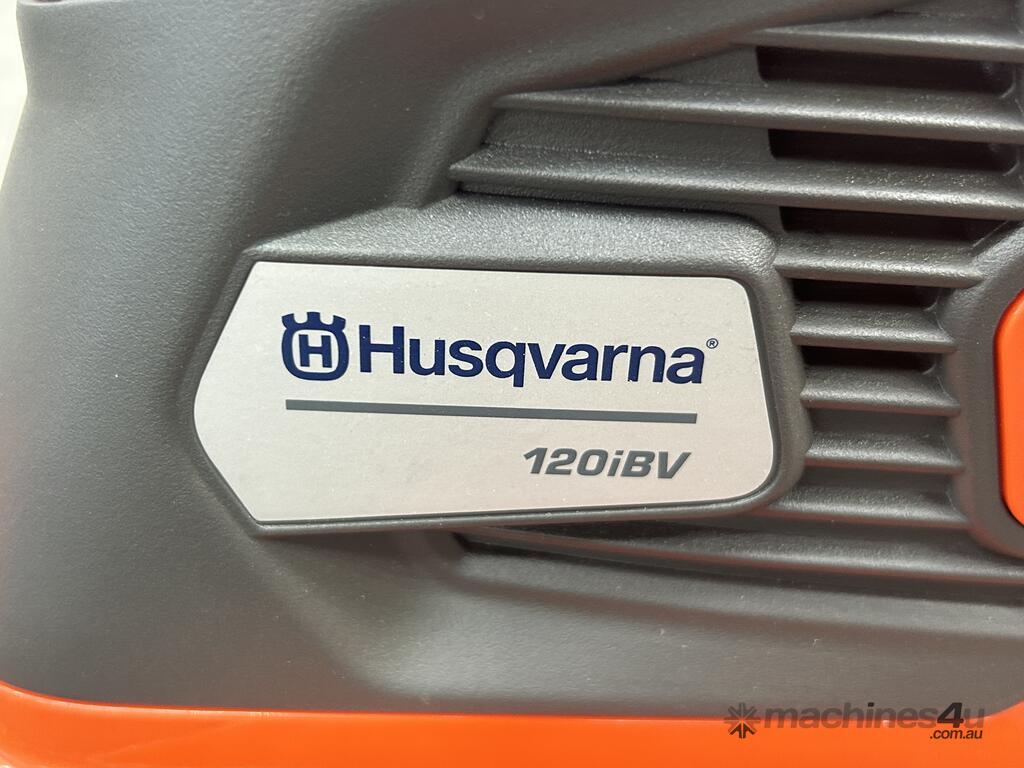 H Husqvarna®
120iBV
machines4u
.com.au